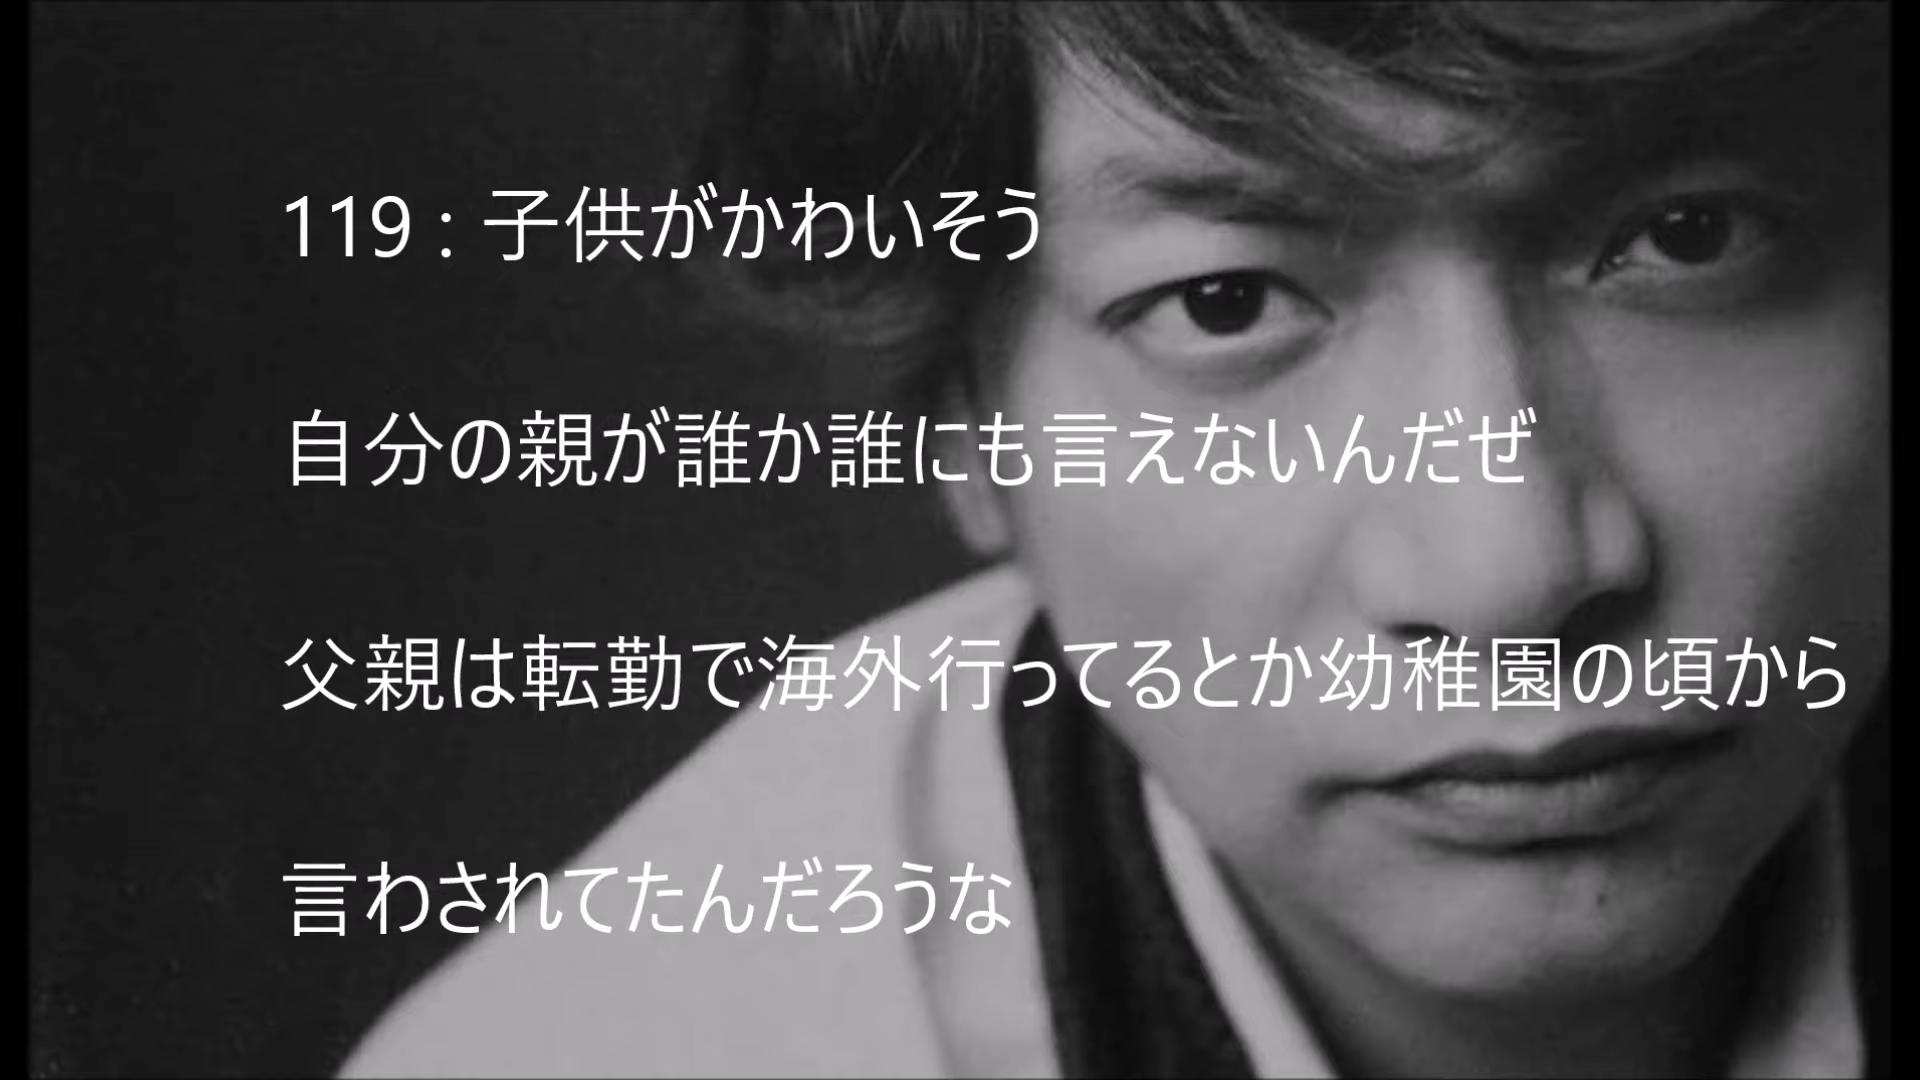 119 : 子供がかわいそう
自分の親が誰か誰にも言えないんだぜ
父親は転勤で海外行ってるとか幼稚園の頃から
言わされてたんだろうな